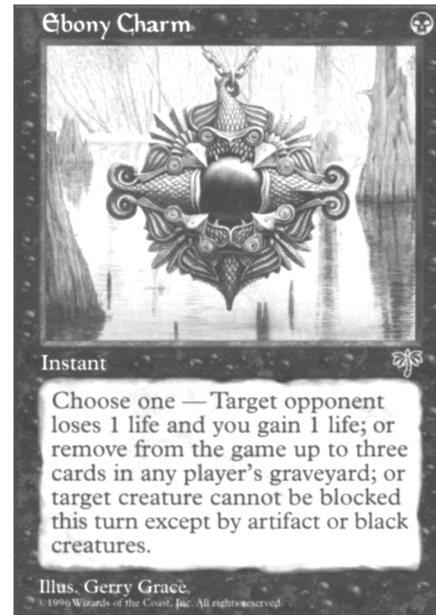 Ebony Charm
Instant
Choose one — Target opponent
loses 1 life and you gain 1 life; or
remove from the game up to three
cards in any player's graveyard; or
target creature cannot be blocked
this turn except by artifact or black
creatures.
Illus. Gerry Grace
©1996 Wizards of the Coast, Inc. All rights reserved